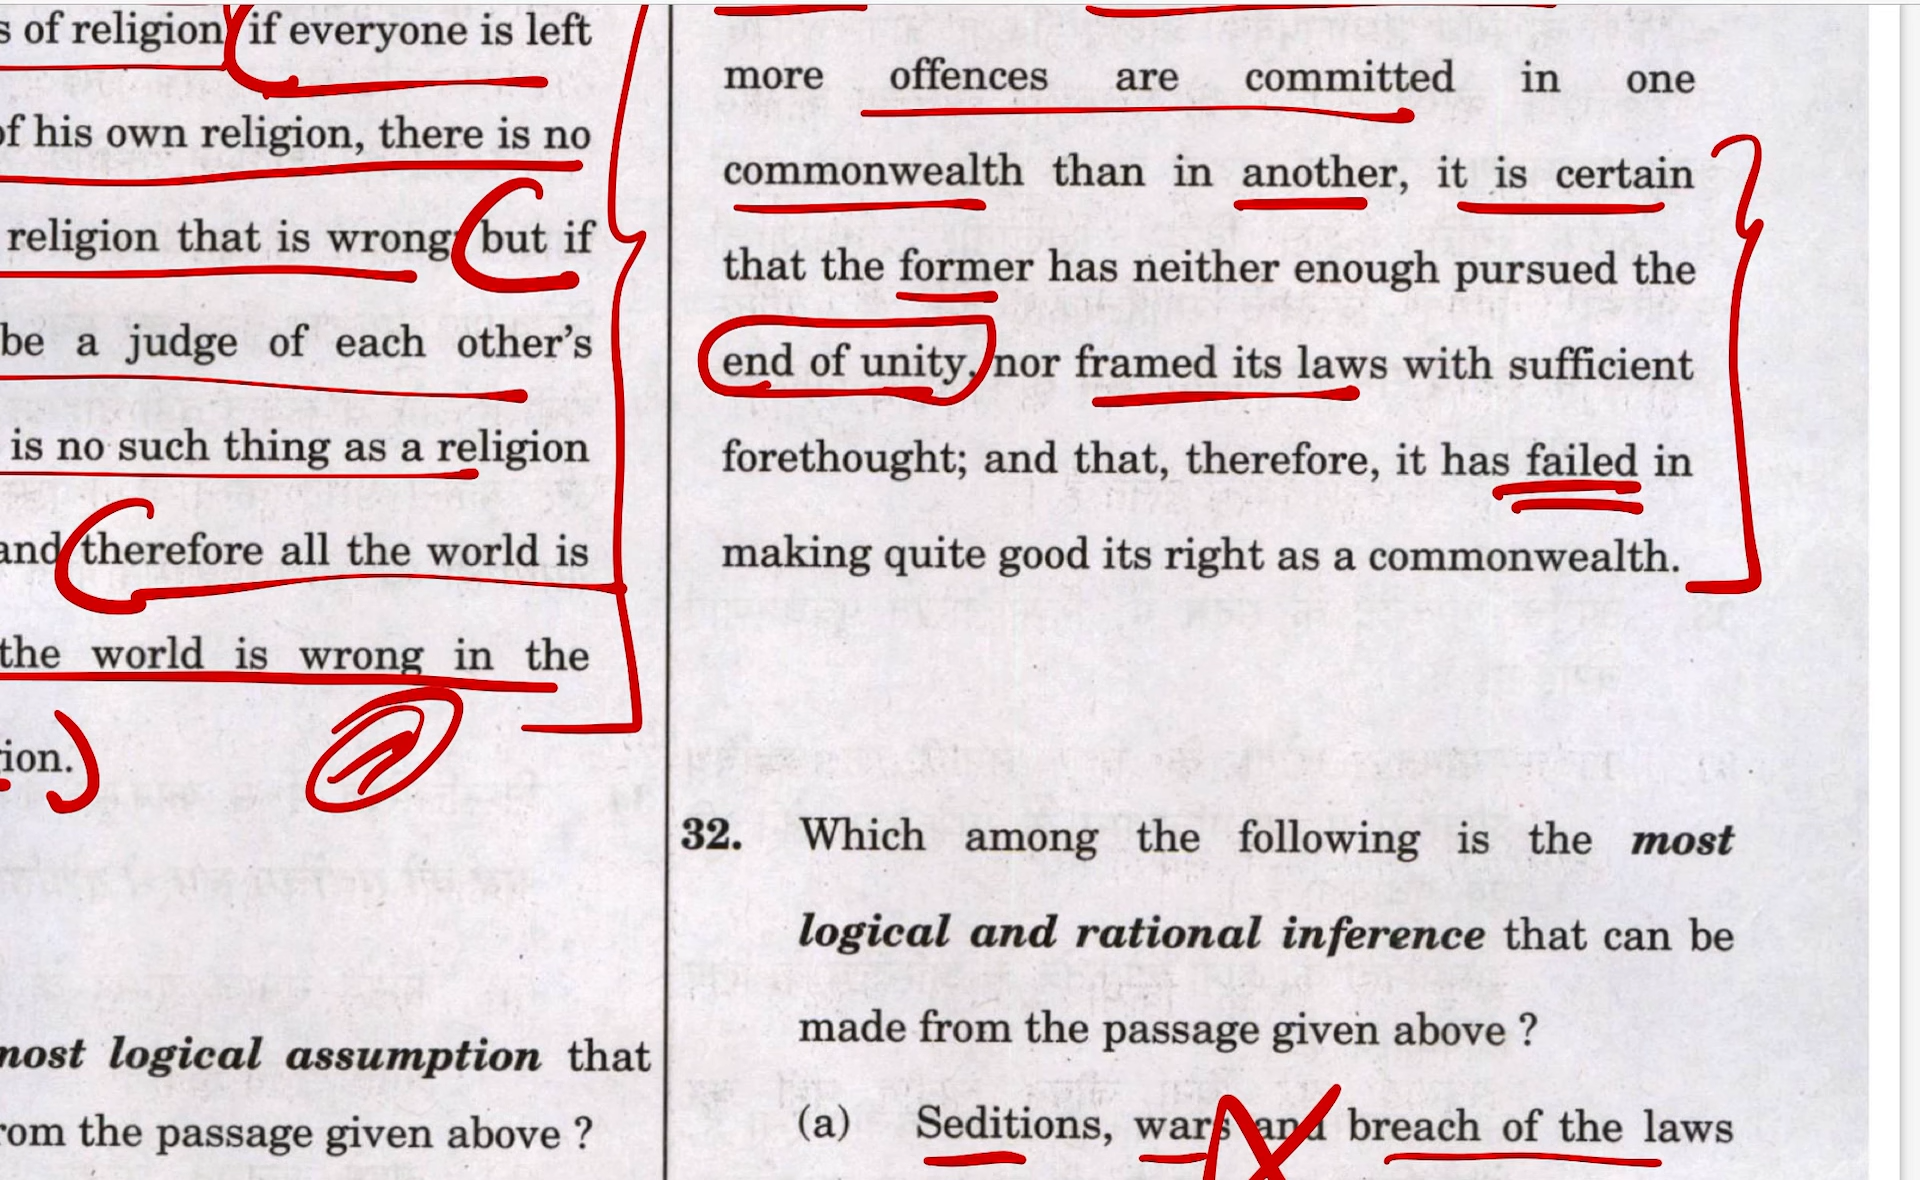 s of religion if everyone is left
of his own religion, there is no
religion that is wrong but if
be a judge of each other's
is no such thing as a religion
and therefore all the world is
the world is wrong in the
ion.
most logical assumption that
rom the passage given above ?
more offences are committed in one
commonwealth than in another, it is certain
that the former has neither enough pursued the
end of unity, nor framed its laws with sufficient
forethought; and that, therefore, it has failed in
making quite good its right as a commonwealth.
32. Which among the following is the most
logical and rational inference that can be
made from the passage given above ?
(a) Seditions, wars and breach of the laws